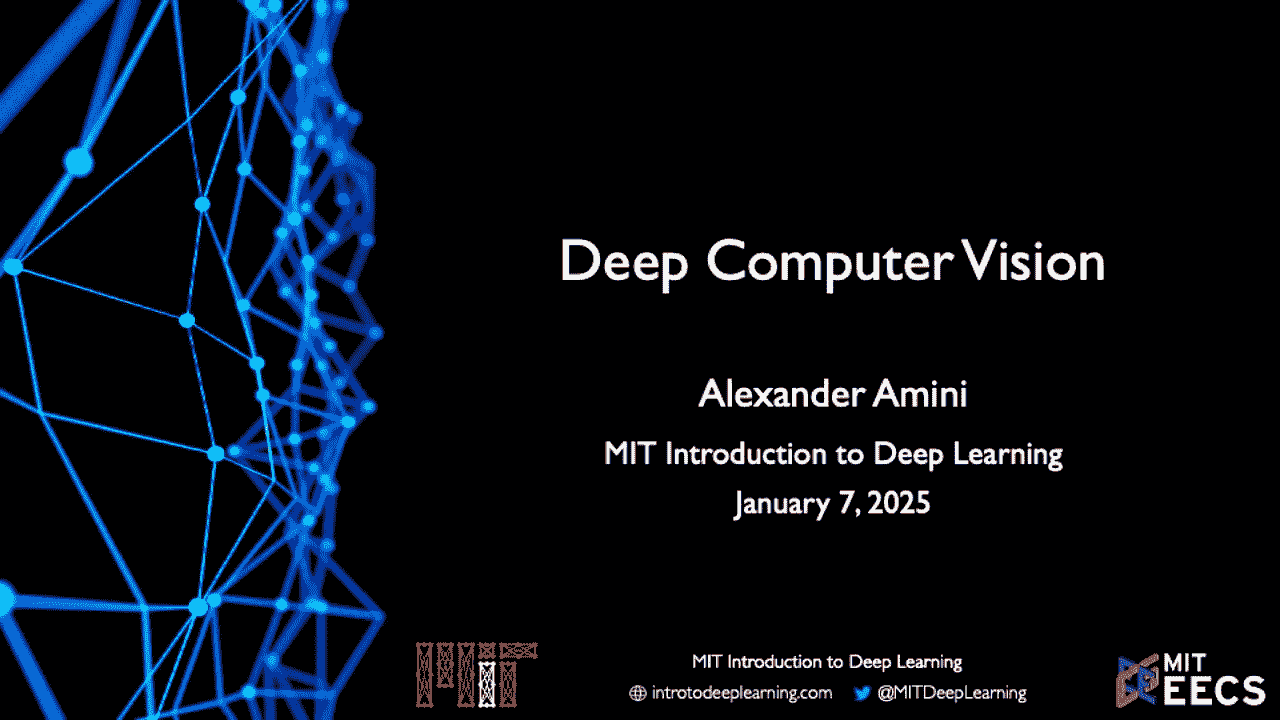 Deep Computer Vision
Alexander Amini
MIT Introduction to Deep Learning
January 7, 2025
MIT
MIT Introduction to Deep Learning
introtodeeplearning.com @MITDeepLearning
MIT
EECS